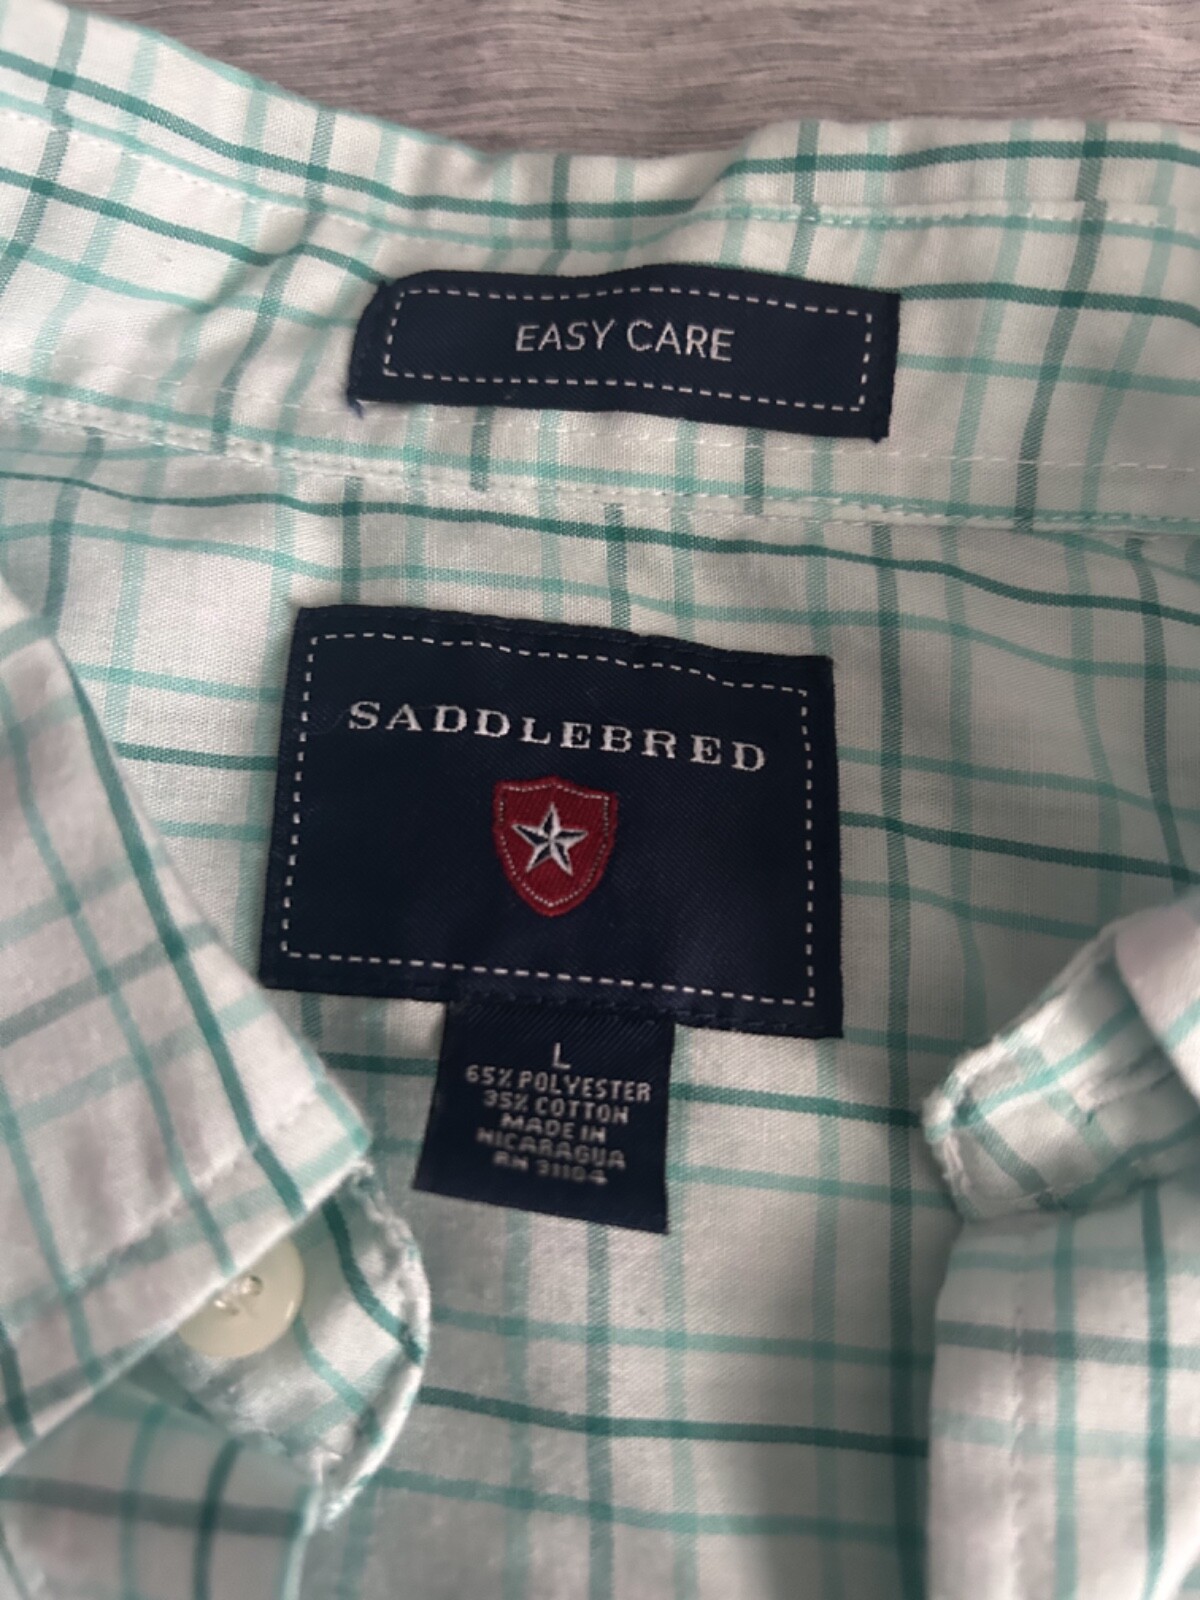 EASY CARE
SADDLEBRED
L
65% POLYESTER
35% COTTON
MADE IN
NICARAGUA
RN 31104